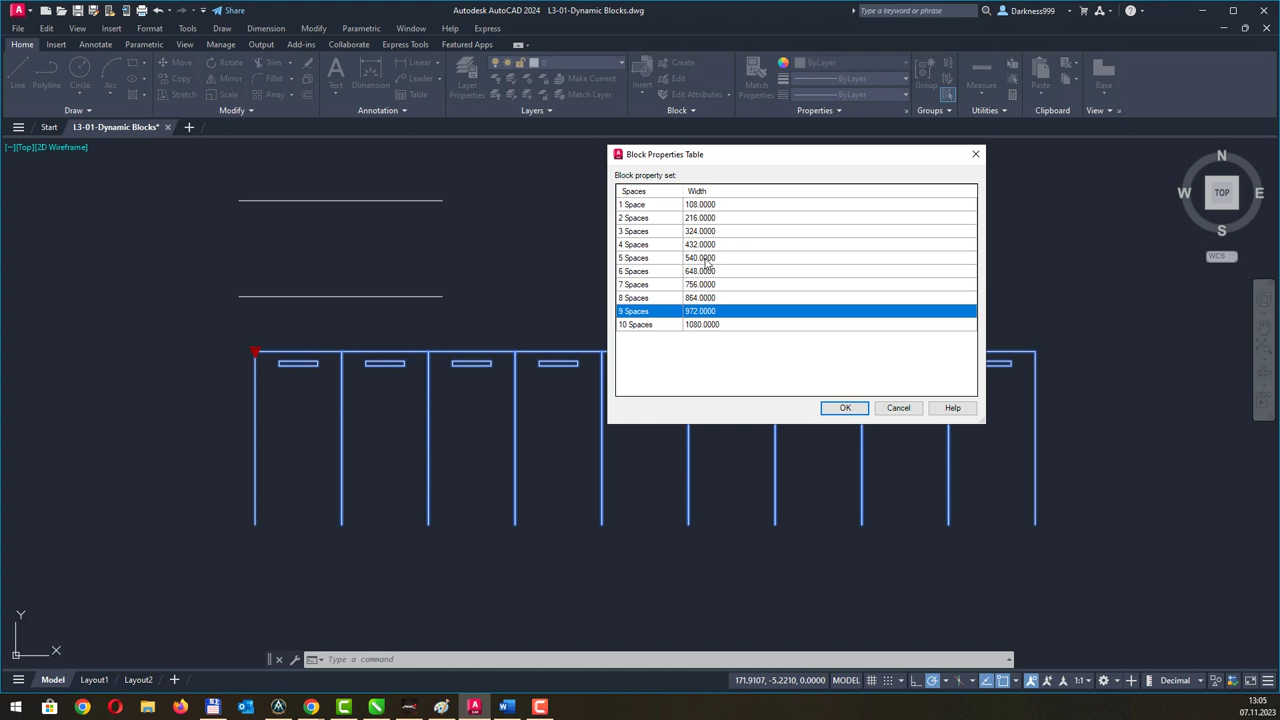 Share
Autodesk AutoCAD 2024 L3-01-Dynamic Blocks.dwg
Type a keyword or phrase
Darkness999
File Edit View Insert Format Tools Draw Dimension Modify Parametric Window Help Express
Home Insert Annotate Parametric View Manage Output Add-ins Collaborate Express Tools Featured Apps
Line Polyline Circle Arc
Move Rotate Trim
Copy Mirror Fillet
Stretch Scale Array
Text Dimension
Linear
Leader
Table
Layer Properties
0
Make Current
Match Layer
Insert
Create
Edit
Edit Attributes
Match Properties
ByLayer
ByLayer
ByLayer
Group
Measure
Paste
Base
Draw Modify Annotation Layers Block Properties Groups Utilities Clipboard View
Start L3-01-Dynamic Blocks*
[−][Top][2D Wireframe]
N
W TOP E
S
WCS
Block Properties Table
Block property set:
Spaces Width
1 Space 108.0000
2 Spaces 216.0000
3 Spaces 324.0000
4 Spaces 432.0000
5 Spaces 540.0000
6 Spaces 648.0000
7 Spaces 756.0000
8 Spaces 864.0000
9 Spaces 972.0000
10 Spaces 1080.0000
OK Cancel Help
Y
X
Type a command
Model Layout1 Layout2
171.9107, -5.2210, 0.0000 MODEL
1:1
Decimal
13:05
07.11.2023